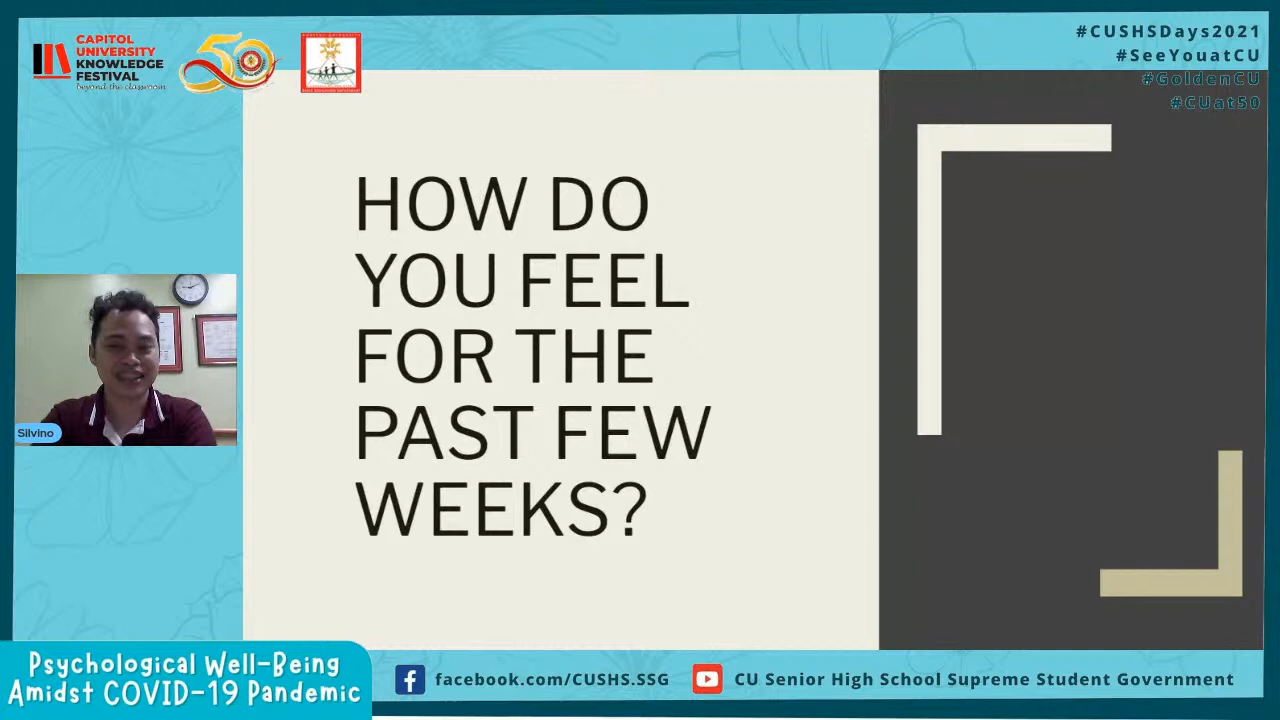 CAPITOL
UNIVERSITY
KNOWLEDGE
FESTIVAL
beyond the classroom
50
#CUSHSDays2021
#SeeYouatCU
#GoldenCU
#CUat50
HOW DO
YOU FEEL
FOR THE
PAST FEW
WEEKS?
Silvino
Psychological Well-Being
Amidst COVID-19 Pandemic
facebook.com/CUSHS.SSG
CU Senior High School Supreme Student Government